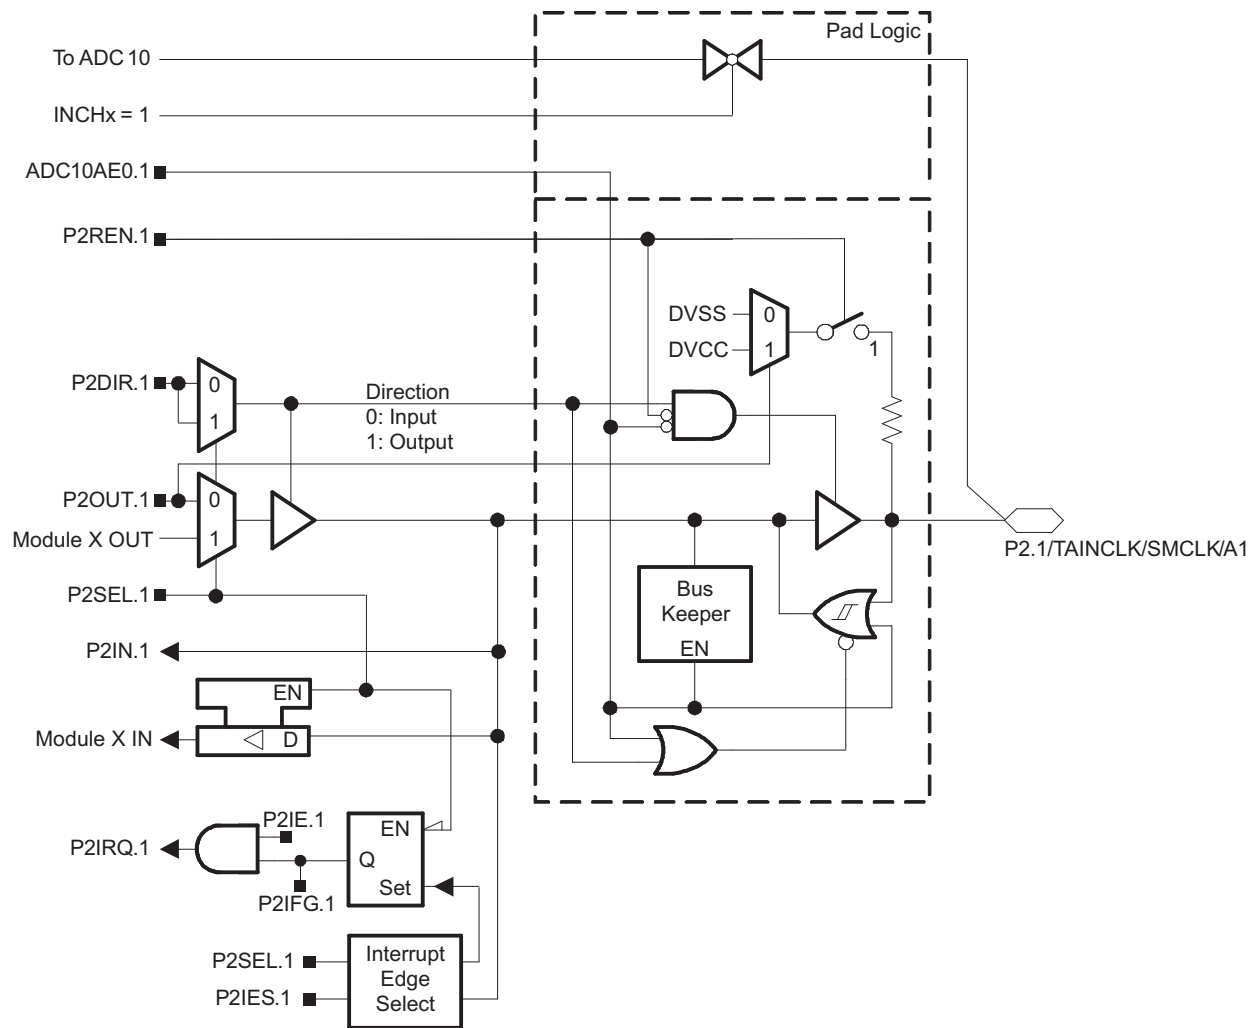 Pad Logic
To ADC 10
INCHx = 1
ADC10AE0.1
P2REN.1
DVSS
0
DVCC
1
1
P2DIR.1
0
1
Direction
0: Input
1: Output
P2OUT.1
0
Module X OUT
1
P2.1/TAINCLK/SMCLK/A1
P2SEL.1
Bus
Keeper
EN
P2IN.1
EN
Module X IN
D
P2IE.1
EN
P2IRQ.1
Q
Set
P2IFG.1
P2SEL.1
P2IES.1
Interrupt
Edge
Select